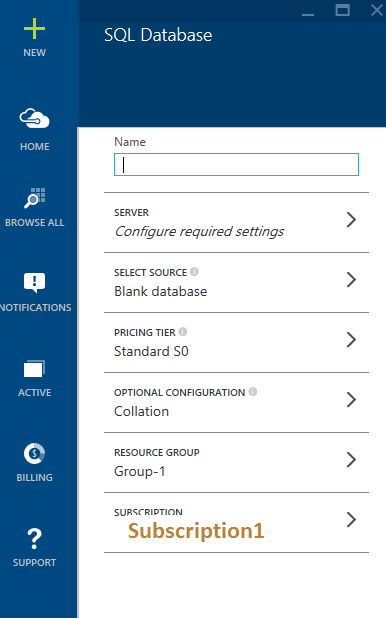 SQL Database
NEW
HOME
BROWSE ALL
NOTIFICATIONS
ACTIVE
BILLING
SUPPORT
Name
SERVER
Configure required settings
SELECT SOURCE
Blank database
PRICING TIER
Standard S0
OPTIONAL CONFIGURATION
Collation
RESOURCE GROUP
Group-1
SUBSCRIPTION
Subscription1